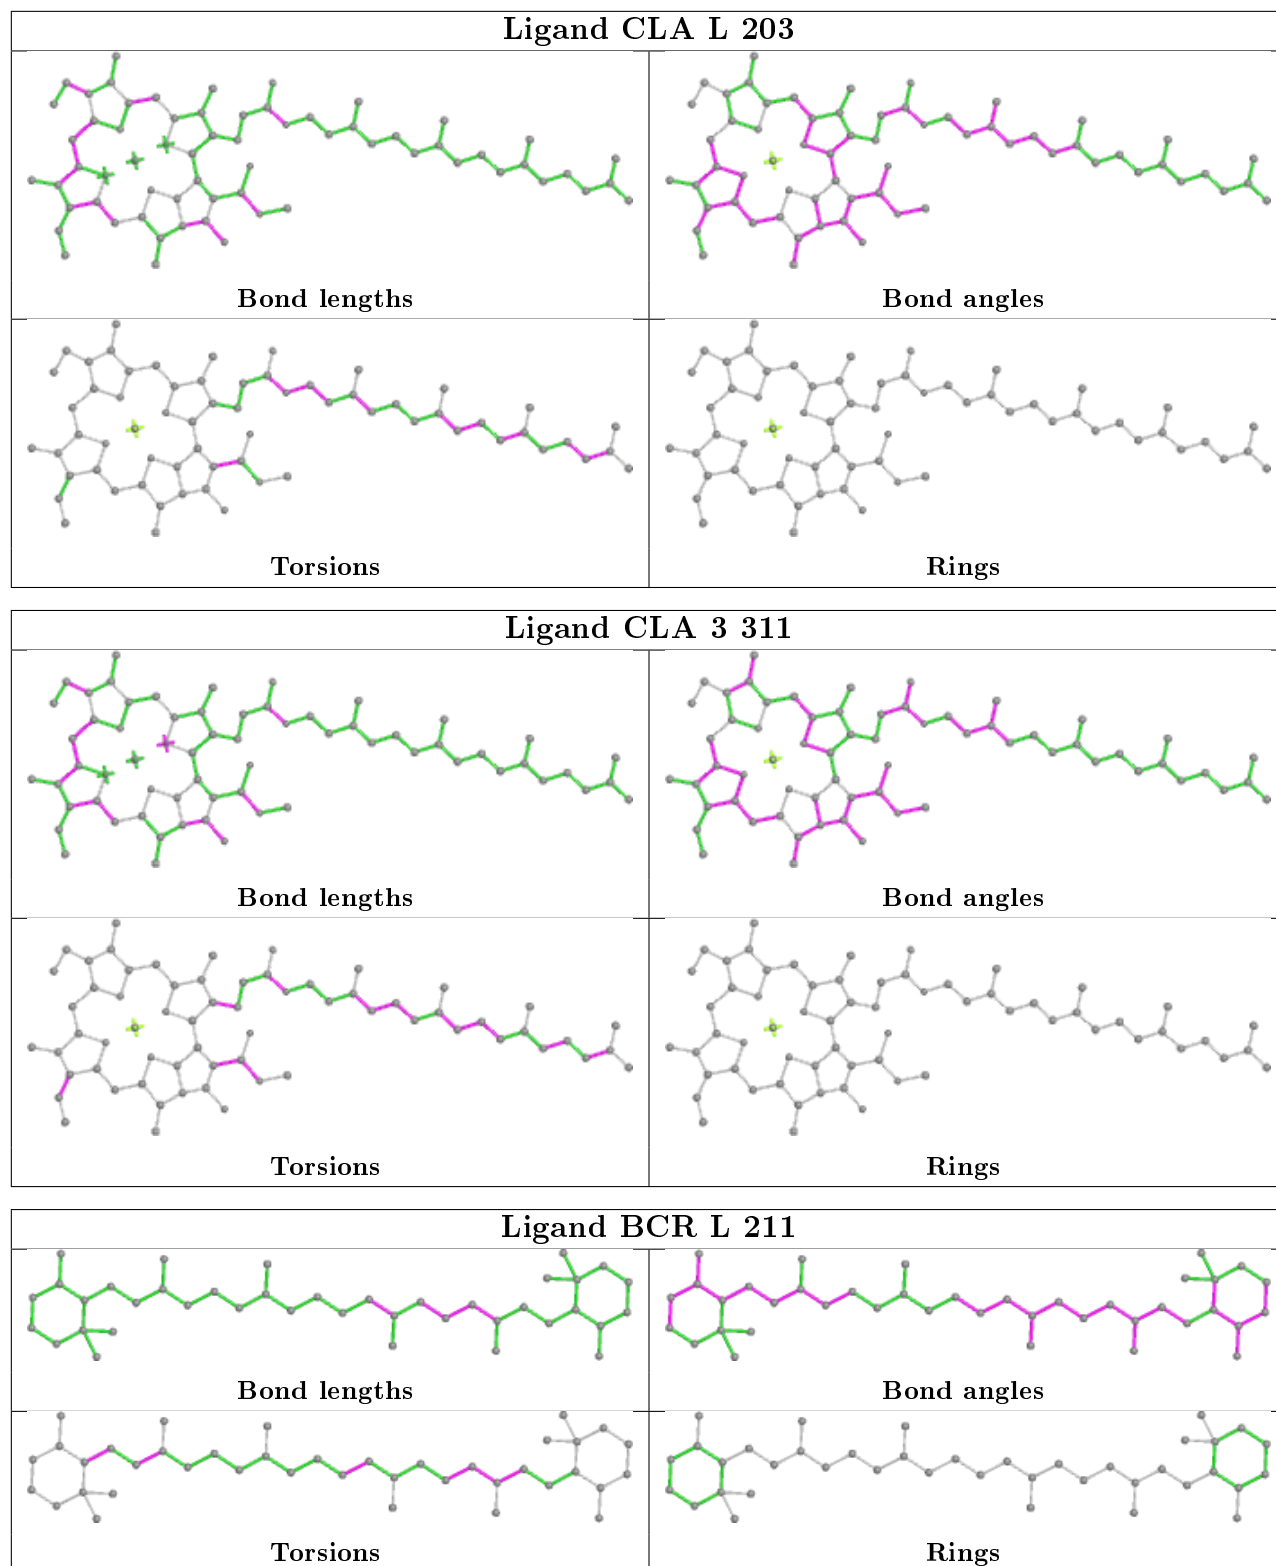 Ligand CLA L 203
Bond lengths
Bond angles
Torsions
Rings
Ligand CLA 3 311
Bond lengths
Bond angles
Torsions
Rings
Ligand BCR L 211
Bond lengths
Bond angles
Torsions
Rings